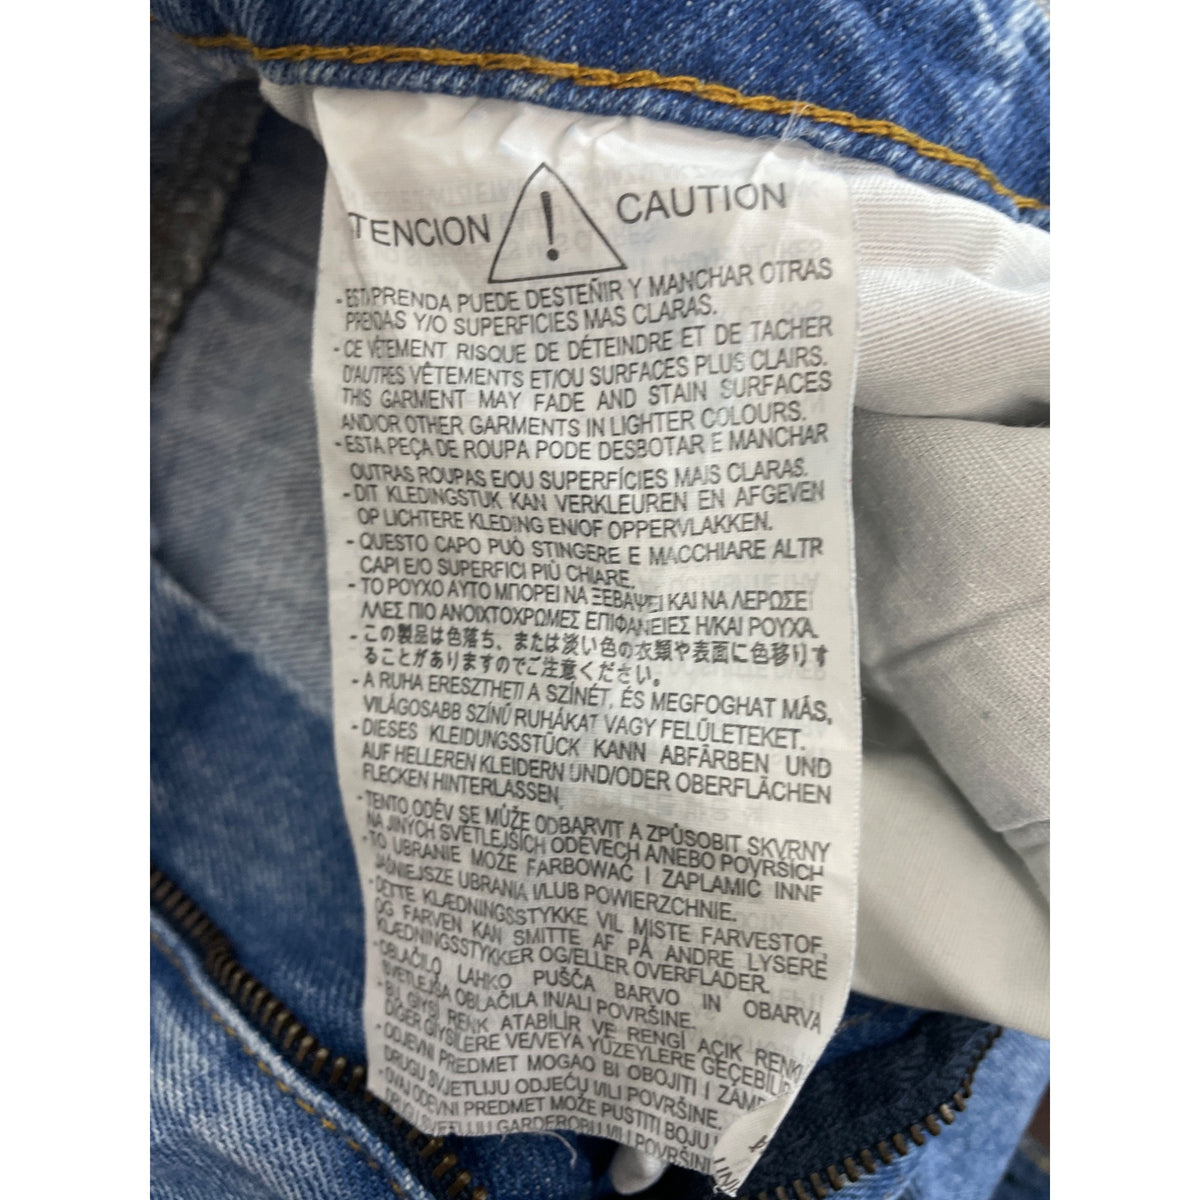 TENCION ! CAUTION
- ESTA PRENDA PUEDE DESTEÑIR Y MANCHAR OTRAS
PRENDAS Y/O SUPERFICIES MAS CLARAS.
- CE VÊTEMENT RISQUE DE DÉTEINDRE ET DE TACHER
D'AUTRES VÊTEMENTS ET/OU SURFACES PLUS CLAIRS.
THIS GARMENT MAY FADE AND STAIN SURFACES
AND/OR OTHER GARMENTS IN LIGHTER COLOURS.
- ESTA PEÇA DE ROUPA PODE DESBOTAR E MANCHAR
OUTRAS ROUPAS E/OU SUPERFÍCIES MAIS CLARAS.
- DIT KLEDINGSTUK KAN VERKLEUREN EN AFGEVEN
OP LICHTERE KLEDING EN/OF OPPERVLAKKEN.
- QUESTO CAPO PUÒ STINGERE E MACCHIARE ALTR
CAPI E/O SUPERFICI PIÙ CHIARE.
- ΤΟ ΡΟΥΧΟ ΑΥΤΟ ΜΠΟΡΕΙ ΝΑ ΞΕΒΑΨΕΙ ΚΑΙ ΝΑ ΛΕΡΩΣΕΙ
ΛΛΕΣ ΠΙΟ ΑΝΟΙΧΤΟΧΡΩΜΕΣ ΕΠΙΦΑΝΕΙΕΣ Η/ΚΑΙ ΡΟΥΧΑ.
- この製品は色落ち、または淡い色の衣類や表面に色移りす
ることがありますのでご注意ください。
- A RUHA ERESZTHETI A SZÍNÉT, ÉS MEGFOGHAT MÁS,
VILÁGOSABB SZÍNŰ RUHÁKAT VAGY FELÜLETEKET.
- DIESES KLEIDUNGSSTÜCK KANN ABFÄRBEN UND
AUF HELLEREN KLEIDERN UND/ODER OBERFLÄCHEN
FLECKEN HINTERLASSEN.
- TENTO ODĚV SE MŮŽE ODBARVIT A ZPŮSOBIT SKVRNY
NA JINÝCH SVĚTLEJŠÍCH ODĚVECH A/NEBO POVRŠÍCH
- TO UBRANIE MOŻE FARBOWAĆ I ZAPLAMIĆ INNE
JAŚNIEJSZE UBRANIA I/LUB POWIERZCHNIE.
- DETTE KLÆDNINGSSTYKKE VIL MISTE FARVESTOF,
OG FARVEN KAN SMITTE AF PÅ ANDRE LYSERE
KLÆDNINGSSTYKKER OG/ELLER OVERFLADER.
- OBLAČILO LAHKO PUŠČA BARVO IN OBARVA
SVETLEJŠA OBLAČILA IN/ALI POVRŠINE.
- BU GİYSİ RENK ATABİLİR VE RENGİ AÇIK RENK
DİĞER GİYSİLERE VE/VEYA YÜZEYLERE GEÇEBİLİR
- ODJEVNI PREDMET MOGAO BI OBOJITI I ZAMR
DRUGU SVJETLIJU ODJEĆU I/ILI POVRŠINE.
- OVAJ ODEVNI PREDMET MOŽE PUSTITI BOJU I
DRUGU SVETLIJU GARDEROBU I/ILI POVRŠINU